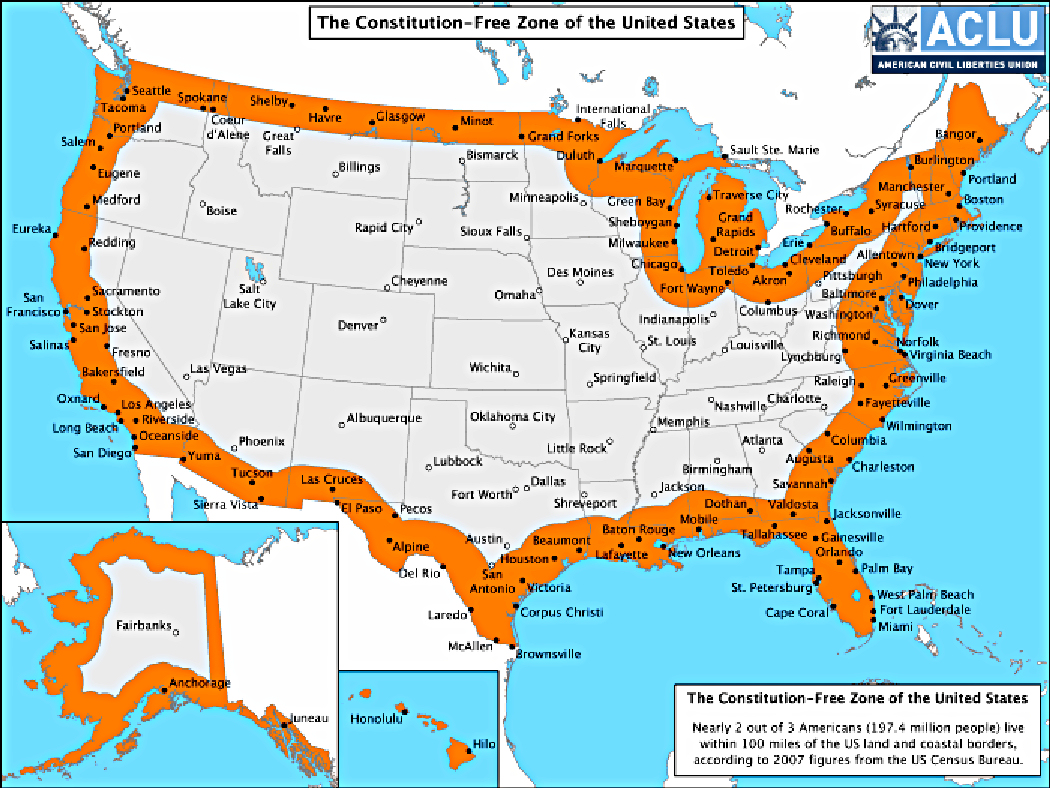 The Constitution-Free Zone of the United States
ACLU
AMERICAN CIVIL LIBERTIES UNION
Seattle
Tacoma
Spokane
Coeur
d'Alene
Shelby
Havre
Great
Falls
Glasgow
Minot
Grand Forks
International
Falls
Duluth
Marquette
Sault Ste. Marie
Bangor
Portland
Salem
Eugene
Medford
Boise
Billings
Bismarck
Minneapolis
Rapid City
Sioux Falls
Green Bay
Sheboygan
Milwaukee
Chicago
Traverse City
Grand
Rapids
Detroit
Toledo
Fort Wayne
Rochester
Buffalo
Syracuse
Erie
Cleveland
Akron
Burlington
Portland
Manchester
Boston
Hartford
Providence
Bridgeport
New York
Allentown
Pittsburgh
Philadelphia
Baltimore
Dover
Washington
Richmond
Norfolk
Virginia Beach
Lynchburg
Eureka
Redding
Sacramento
San
Francisco
Stockton
San Jose
Salinas
Fresno
Bakersfield
Oxnard
Los Angeles
Riverside
Long Beach
Oceanside
San Diego
Yuma
Las Vegas
Phoenix
Tucson
Sierra Vista
Salt
Lake City
Cheyenne
Denver
Des Moines
Omaha
Kansas
City
St. Louis
Indianapolis
Columbus
Louisville
Wichita
Springfield
Raleigh
Greenville
Nashville
Charlotte
Fayetteville
Wilmington
Albuquerque
Oklahoma City
Memphis
Little Rock
Atlanta
Columbia
Birmingham
Augusta
Charleston
Savannah
Lubbock
Las Cruces
El Paso
Pecos
Fort Worth
Dallas
Shreveport
Jackson
Dothan
Valdosta
Mobile
Jacksonville
Tallahassee
Gainesville
Orlando
Alpine
Del Rio
Austin
Houston
Beaumont
Baton Rouge
Lafayette
New Orleans
San
Antonio
Victoria
Laredo
Corpus Christi
McAllen
Brownsville
Tampa
St. Petersburg
Palm Bay
Cape Coral
West Palm Beach
Fort Lauderdale
Miami
Fairbanks
Anchorage
Juneau
Honolulu
Hilo
The Constitution-Free Zone of the United States
Nearly 2 out of 3 Americans (197.4 million people) live
within 100 miles of the US land and coastal borders,
according to 2007 figures from the US Census Bureau.